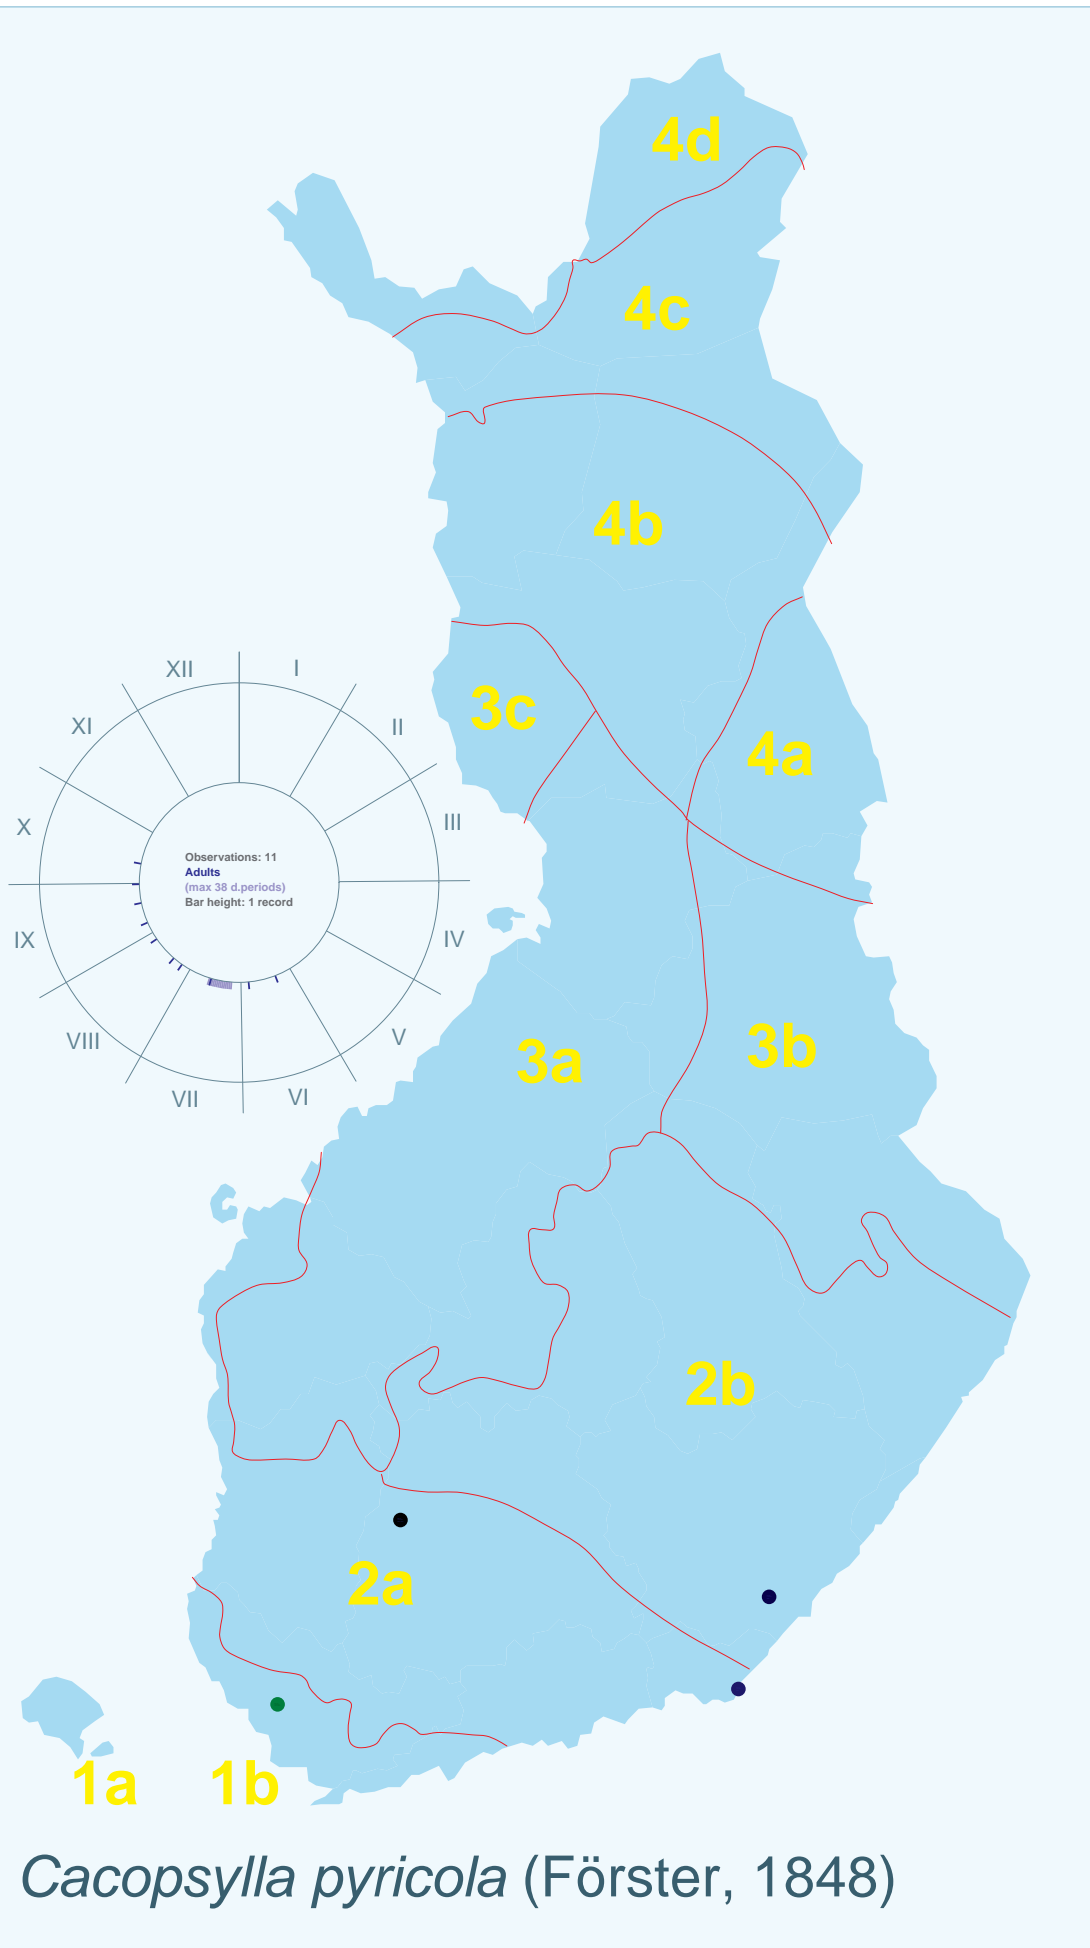 4d
4c
4b
3c
4a
XII
I
XI
II
X
III
Observations: 11
Adults
(max 38 d.periods)
Bar height: 1 record
IX
IV
VIII
V
VII
VI
3a
3b
2b
2a
1a
1b
Cacopsylla pyricola (Förster, 1848)